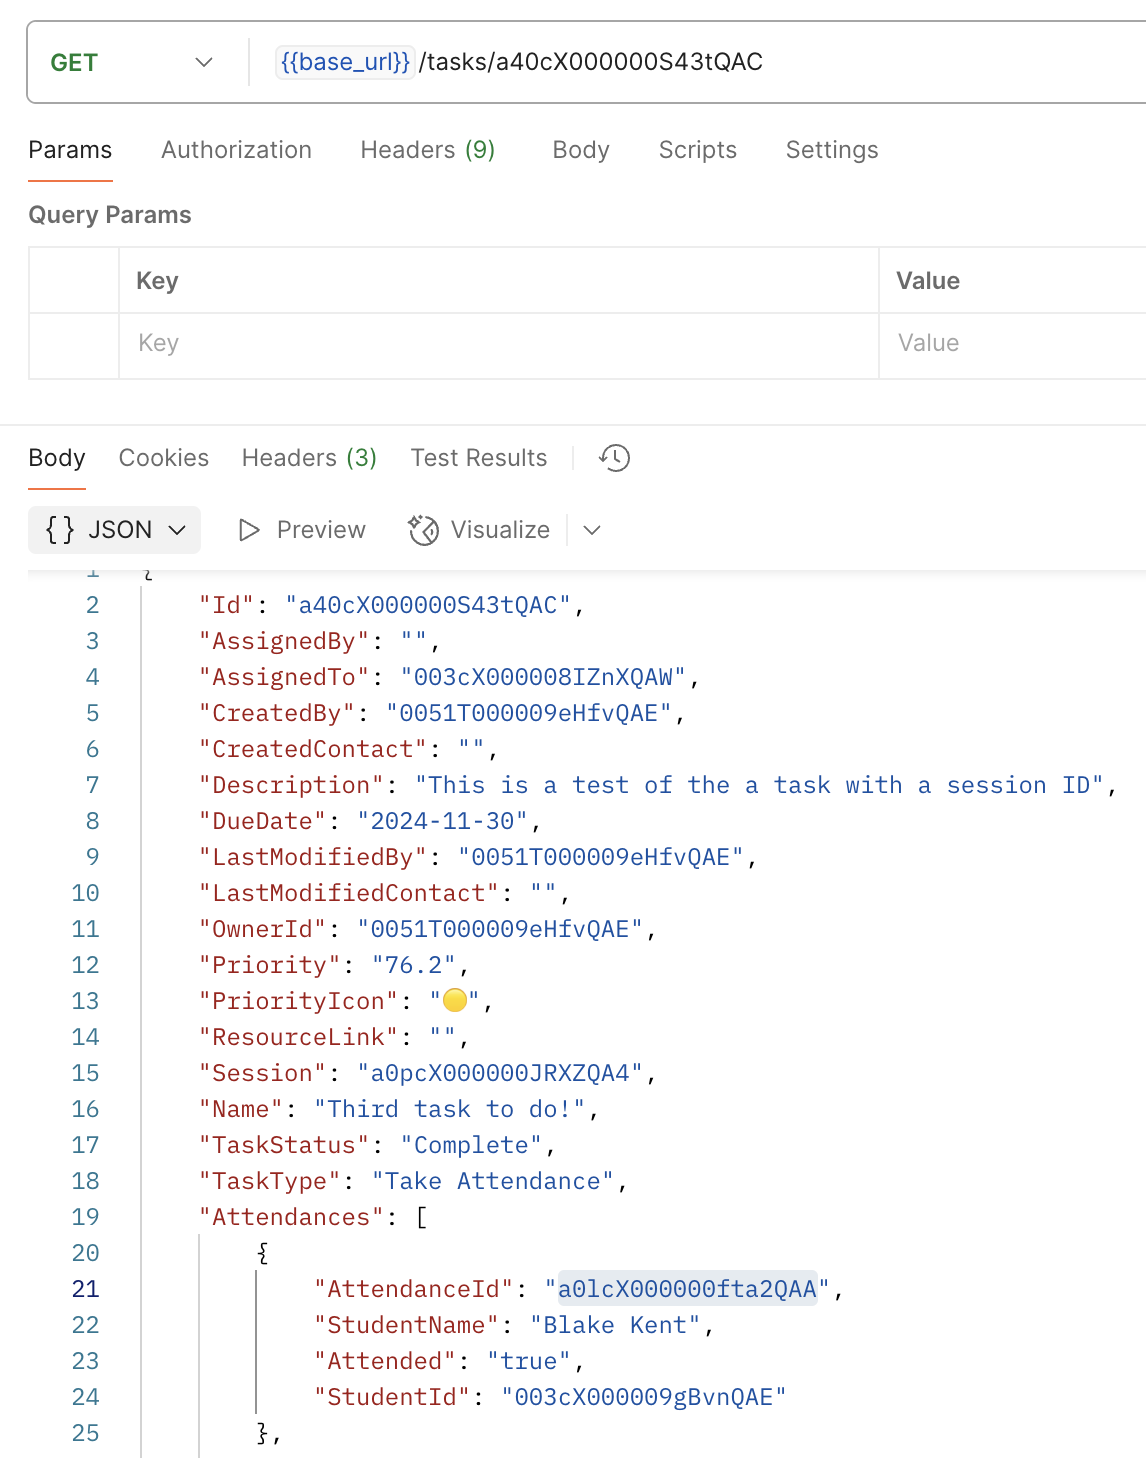 GET {{base_url}} /tasks/a40cX000000S43tQAC
Params Authorization Headers (9) Body Scripts Settings
Query Params
Key Value
Key Value
Body Cookies Headers (3) Test Results
{ } JSON Preview Visualize
1 {
2 "Id": "a40cX000000S43tQAC",
3 "AssignedBy": "",
4 "AssignedTo": "003cX000008IZnXQAW",
5 "CreatedBy": "0051T000009eHfvQAE",
6 "CreatedContact": "",
7 "Description": "This is a test of the a task with a session ID",
8 "DueDate": "2024-11-30",
9 "LastModifiedBy": "0051T000009eHfvQAE",
10 "LastModifiedContact": "",
11 "OwnerId": "0051T000009eHfvQAE",
12 "Priority": "76.2",
13 "PriorityIcon": "🟡",
14 "ResourceLink": "",
15 "Session": "a0pcX000000JRXZQA4",
16 "Name": "Third task to do!",
17 "TaskStatus": "Complete",
18 "TaskType": "Take Attendance",
19 "Attendances": [
20 {
21 "AttendanceId": "a0lcX000000fta2QAA",
22 "StudentName": "Blake Kent",
23 "Attended": "true",
24 "StudentId": "003cX000009gBvnQAE"
25 },